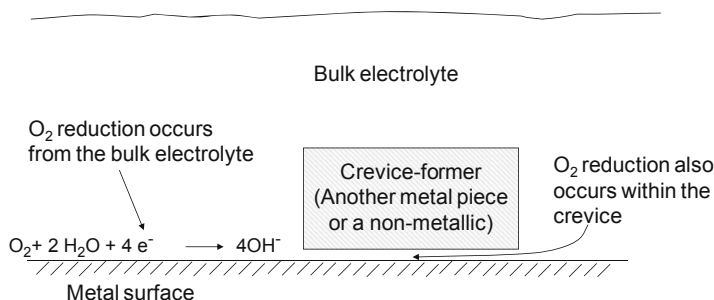 Bulk electrolyte
O₂ reduction occurs
from the bulk electrolyte
Crevice-former
(Another metal piece
or a non-metallic)
O₂ reduction also
occurs within the
crevice
O₂+ 2 H₂O + 4 e⁻ → 4OH⁻
Metal surface